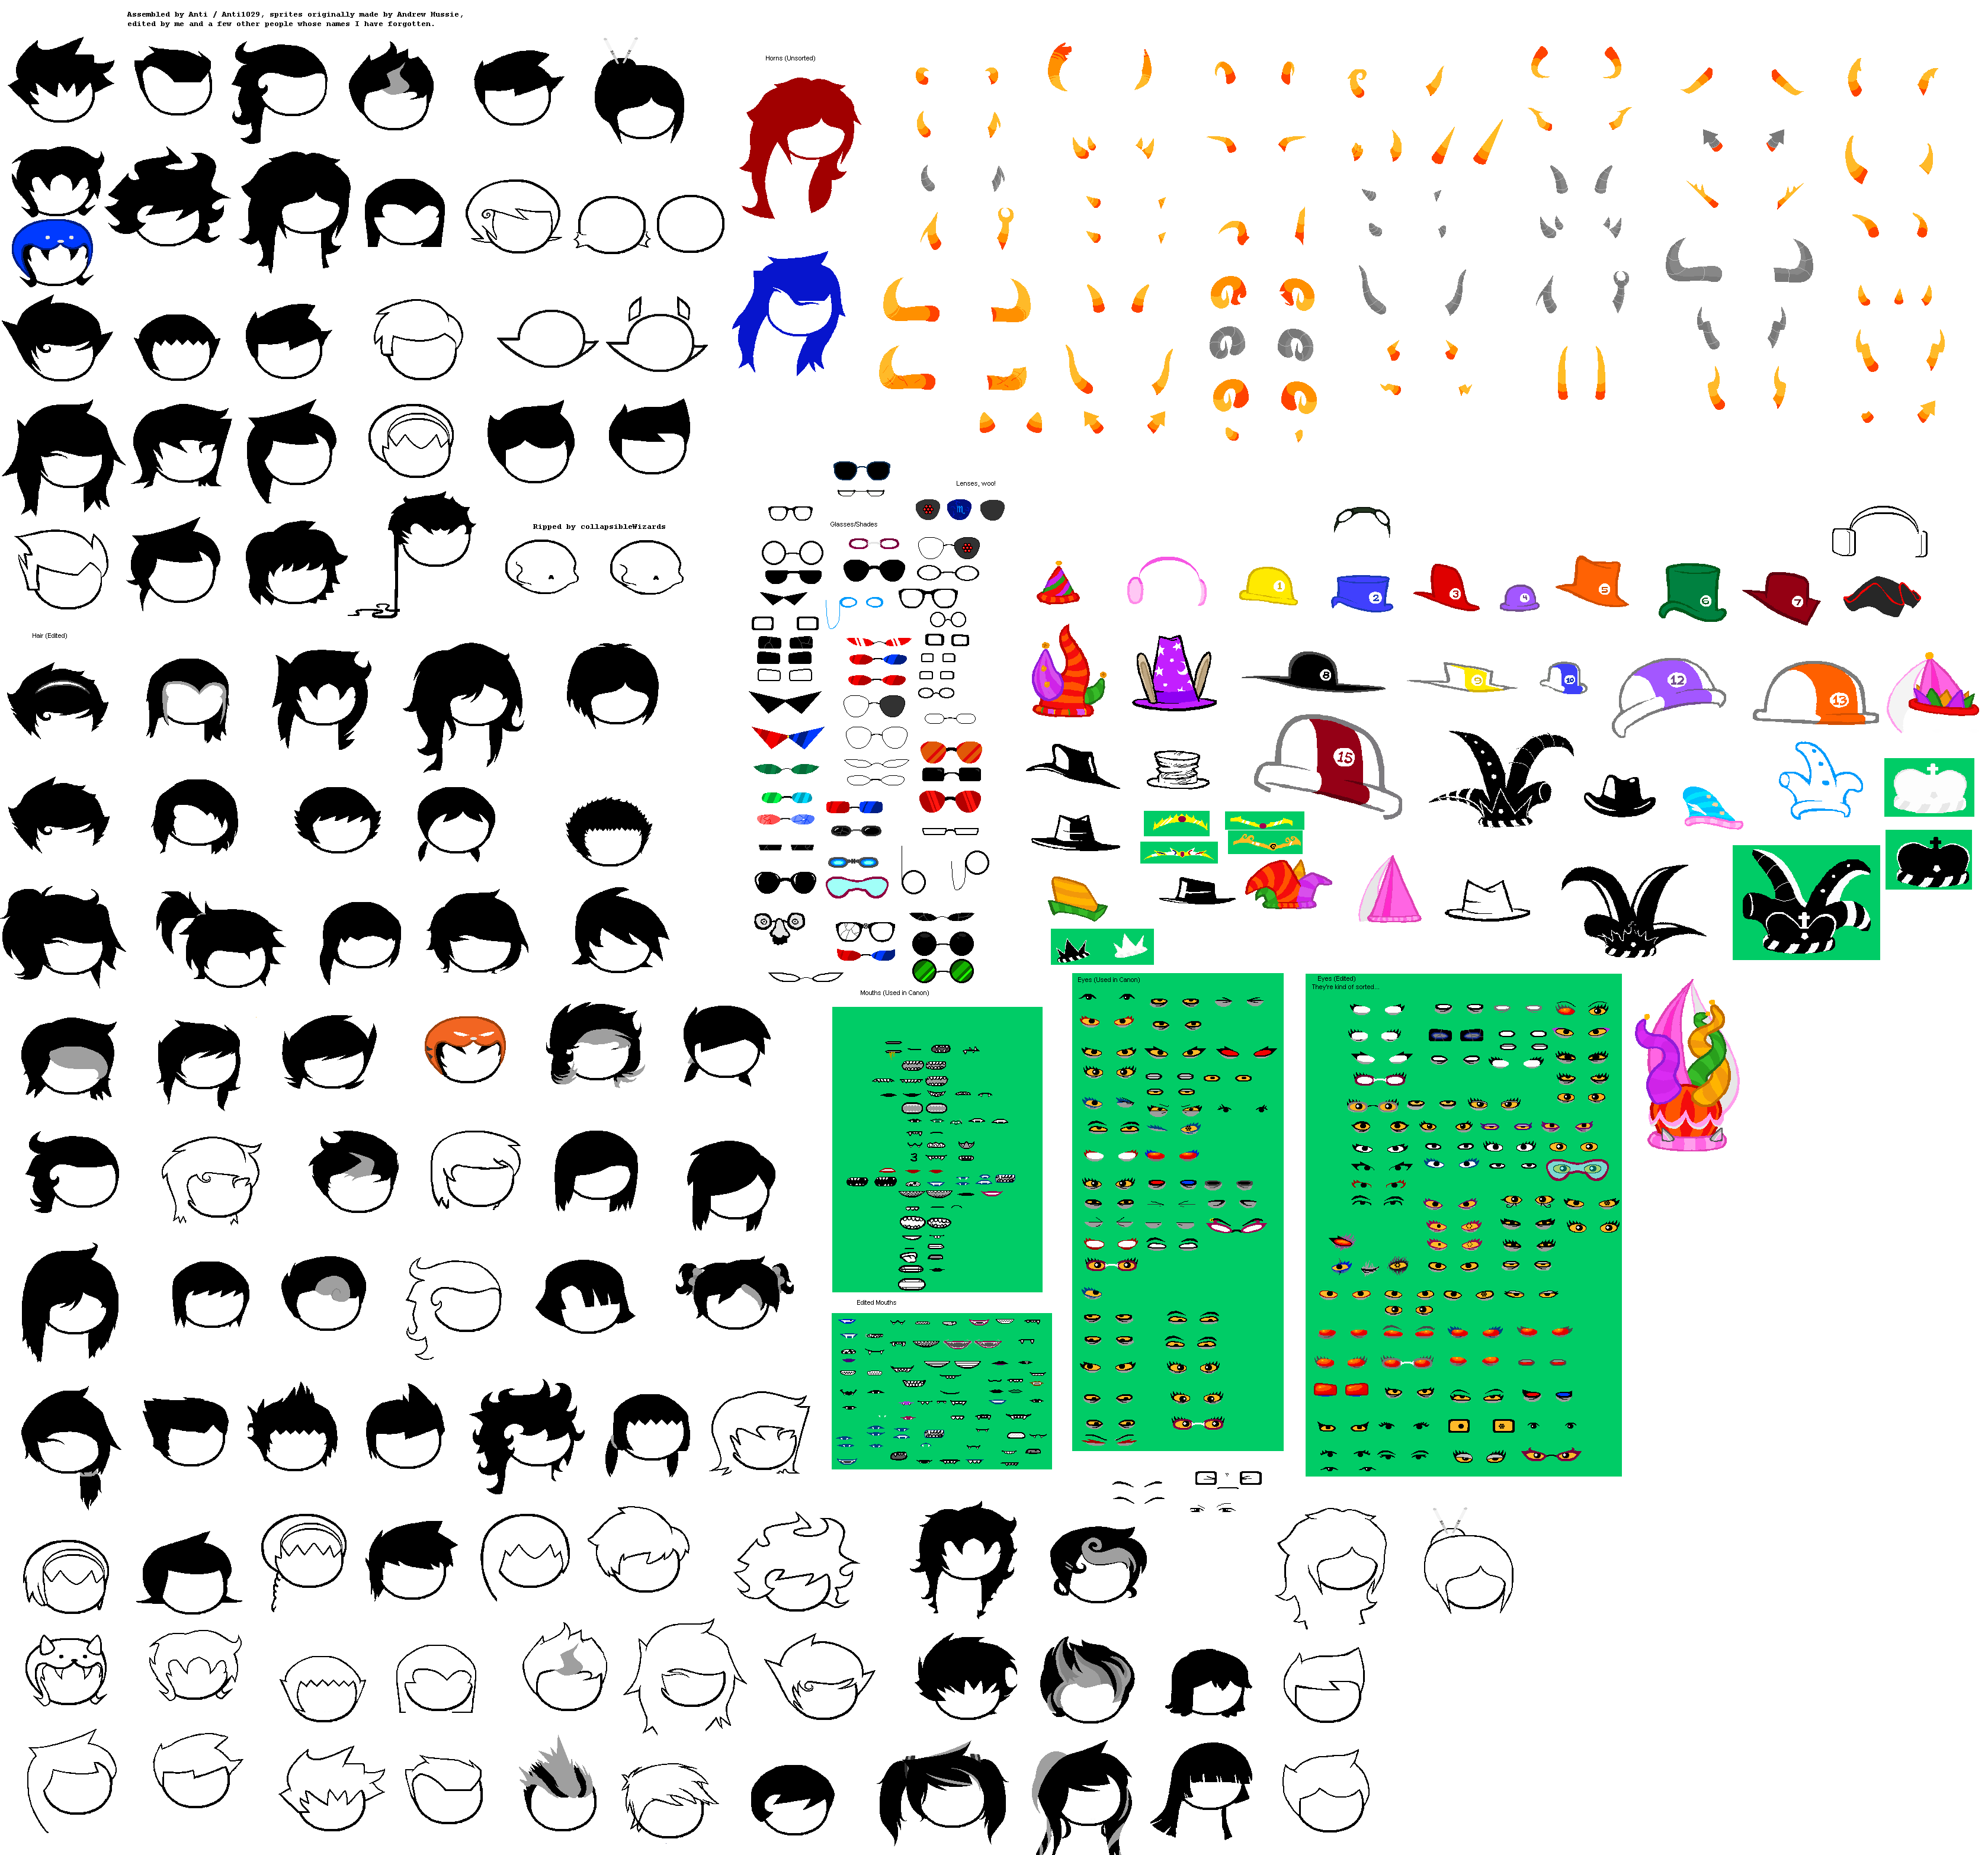 Assembled by Anti / Anti1029, sprites originally made by Andrew Hussie,
edited by me and a few other people whose names I have forgotten.
Horns (Unsorted)
Lenses, woo!
Glasses/Shades
Ripped by collapsibleWizards
1
2
3
4
5
6
7
Hair (Edited)
8
9
10
12
13
15
Mouths (Used in Canon)
Eyes (Used in Canon)
Eyes (Edited)
They're kind of sorted...
3
Edited Mouths